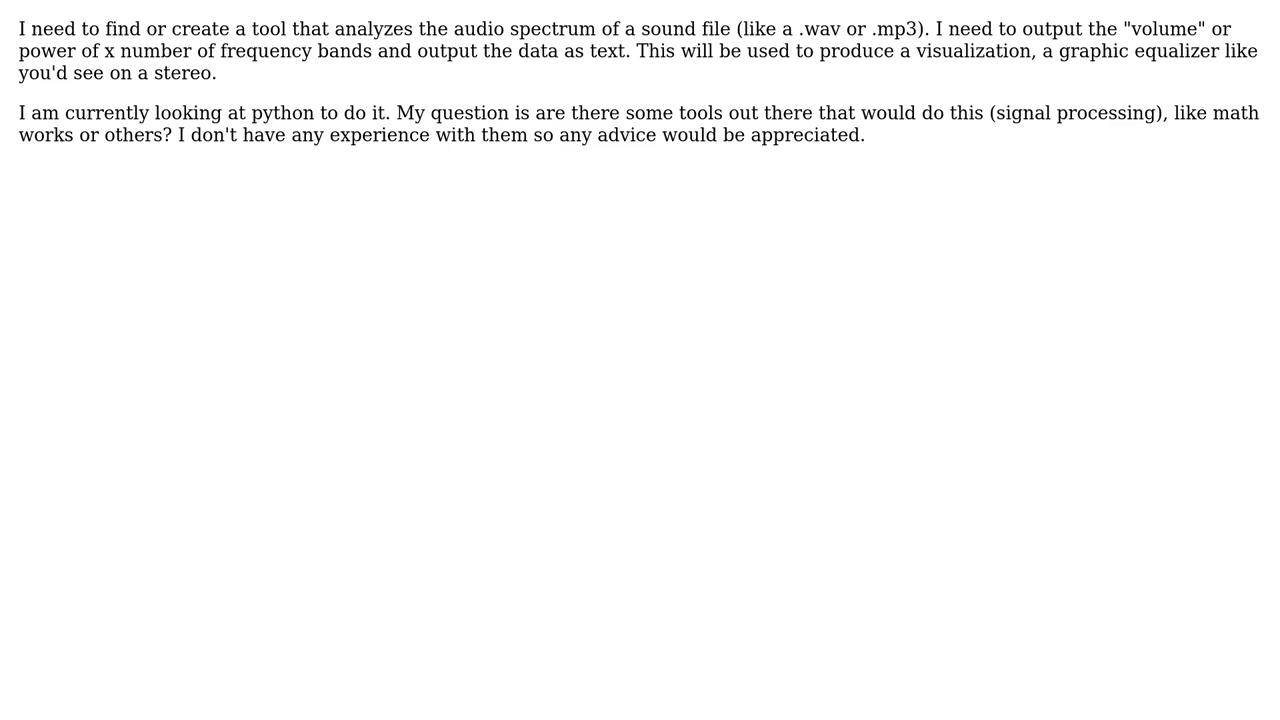 I need to find or create a tool that analyzes the audio spectrum of a sound file (like a .wav or .mp3). I need to output the "volume" or
power of x number of frequency bands and output the data as text. This will be used to produce a visualization, a graphic equalizer like
you'd see on a stereo.
I am currently looking at python to do it. My question is are there some tools out there that would do this (signal processing), like math
works or others? I don't have any experience with them so any advice would be appreciated.